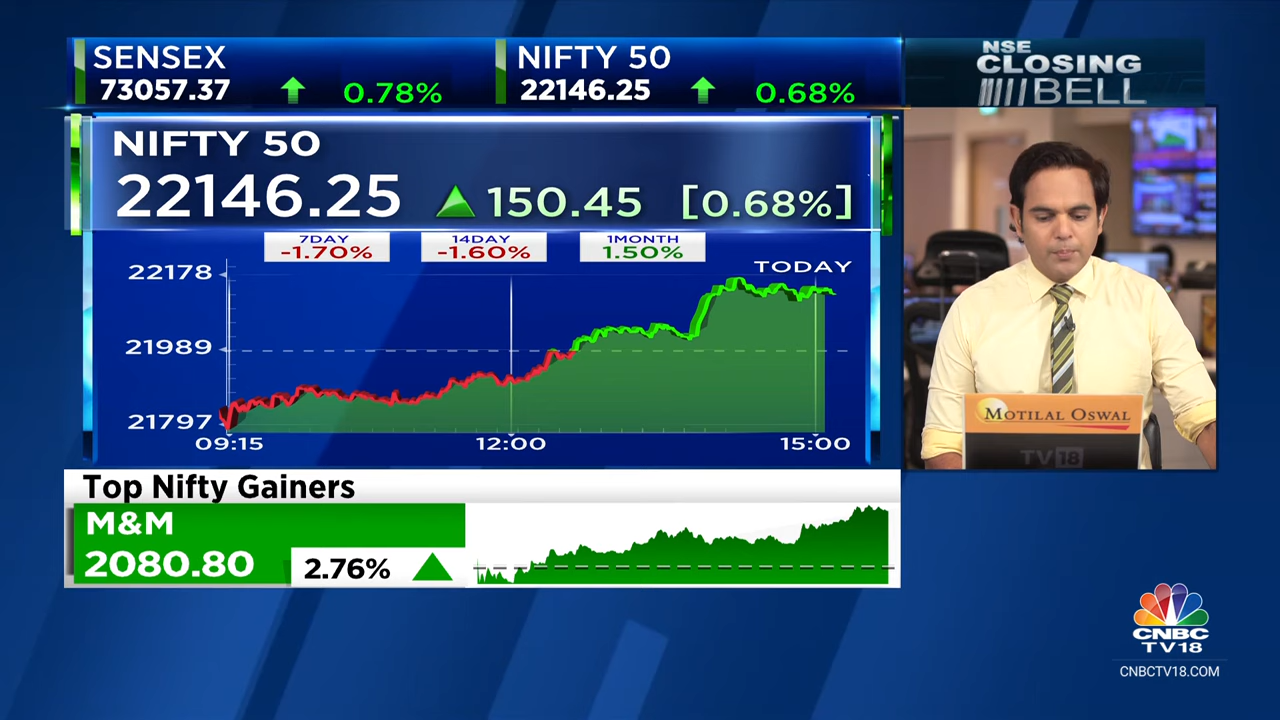 SENSEX
73057.37 0.78%
NIFTY 50
22146.25 0.68%
NSE
CLOSING
BELL
NIFTY 50
22146.25 150.45 [0.68%]
7DAY
-1.70%
14DAY
-1.60%
1MONTH
1.50%
TODAY
22178
21989
21797
09:15 12:00 15:00
MOTILAL OSWAL
TV18
Top Nifty Gainers
M&M
2080.80 2.76%
CNBC
TV18
CNBCTV18.COM